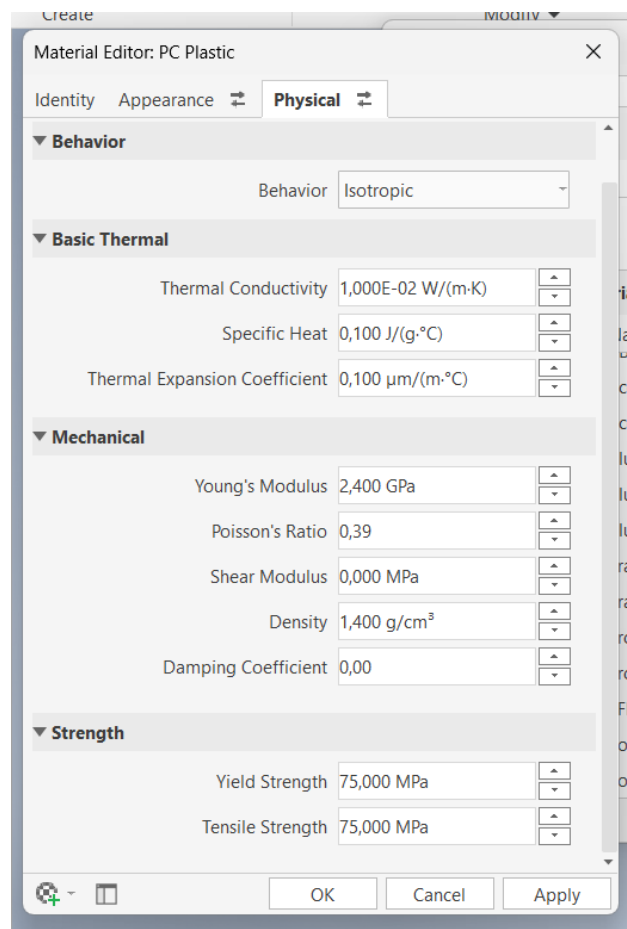 Create Modify
Material Editor: PC Plastic
Identity Appearance Physical
Behavior
Behavior Isotropic
Basic Thermal
Thermal Conductivity 1,000E-02 W/(m·K)
Specific Heat 0,100 J/(g·°C)
Thermal Expansion Coefficient 0,100 µm/(m·°C)
Mechanical
Young's Modulus 2,400 GPa
Poisson's Ratio 0,39
Shear Modulus 0,000 MPa
Density 1,400 g/cm³
Damping Coefficient 0,00
Strength
Yield Strength 75,000 MPa
Tensile Strength 75,000 MPa
OK Cancel Apply